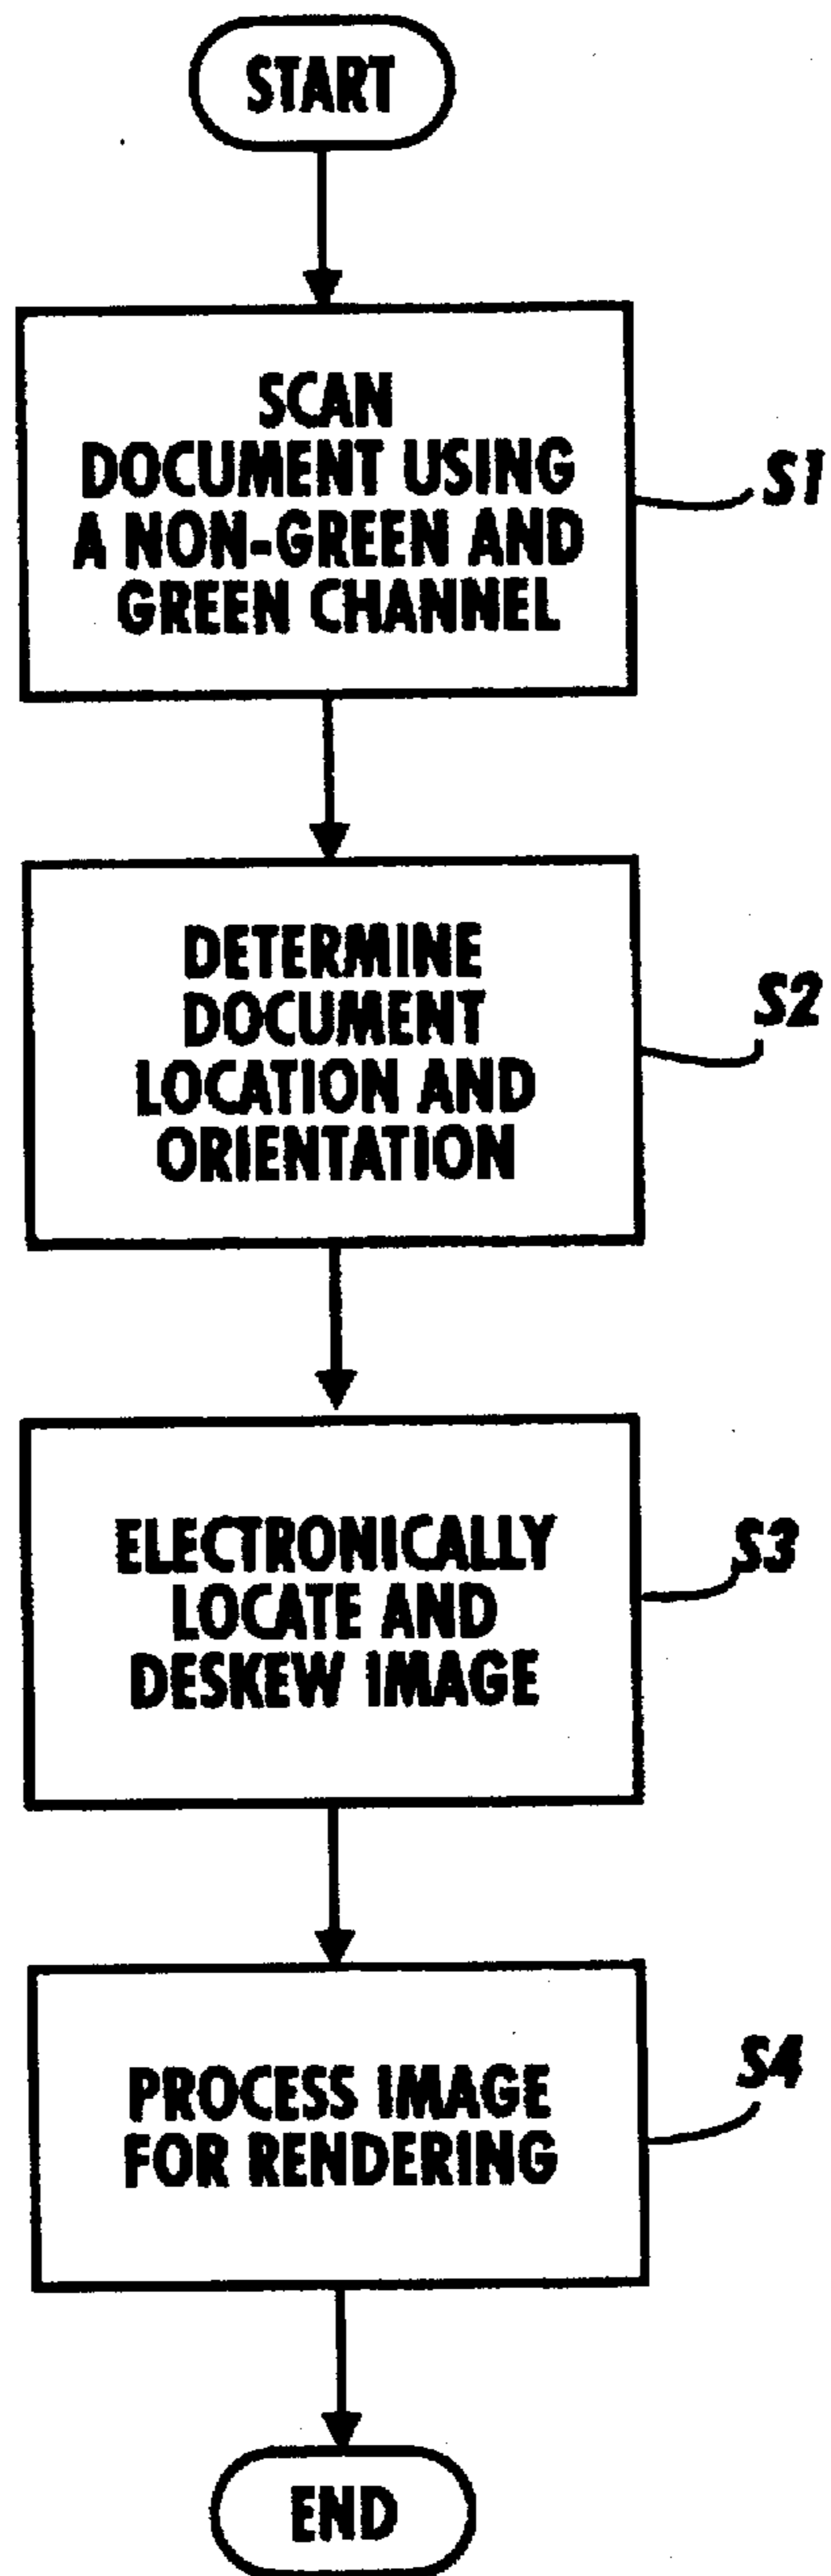 START
SCAN
DOCUMENT USING
A NON-GREEN AND
GREEN CHANNEL
S1
DETERMINE
DOCUMENT
LOCATION AND
ORIENTATION
S2
ELECTRONICALLY
LOCATE AND
DESKEW IMAGE
S3
PROCESS IMAGE
FOR RENDERING
S4
END